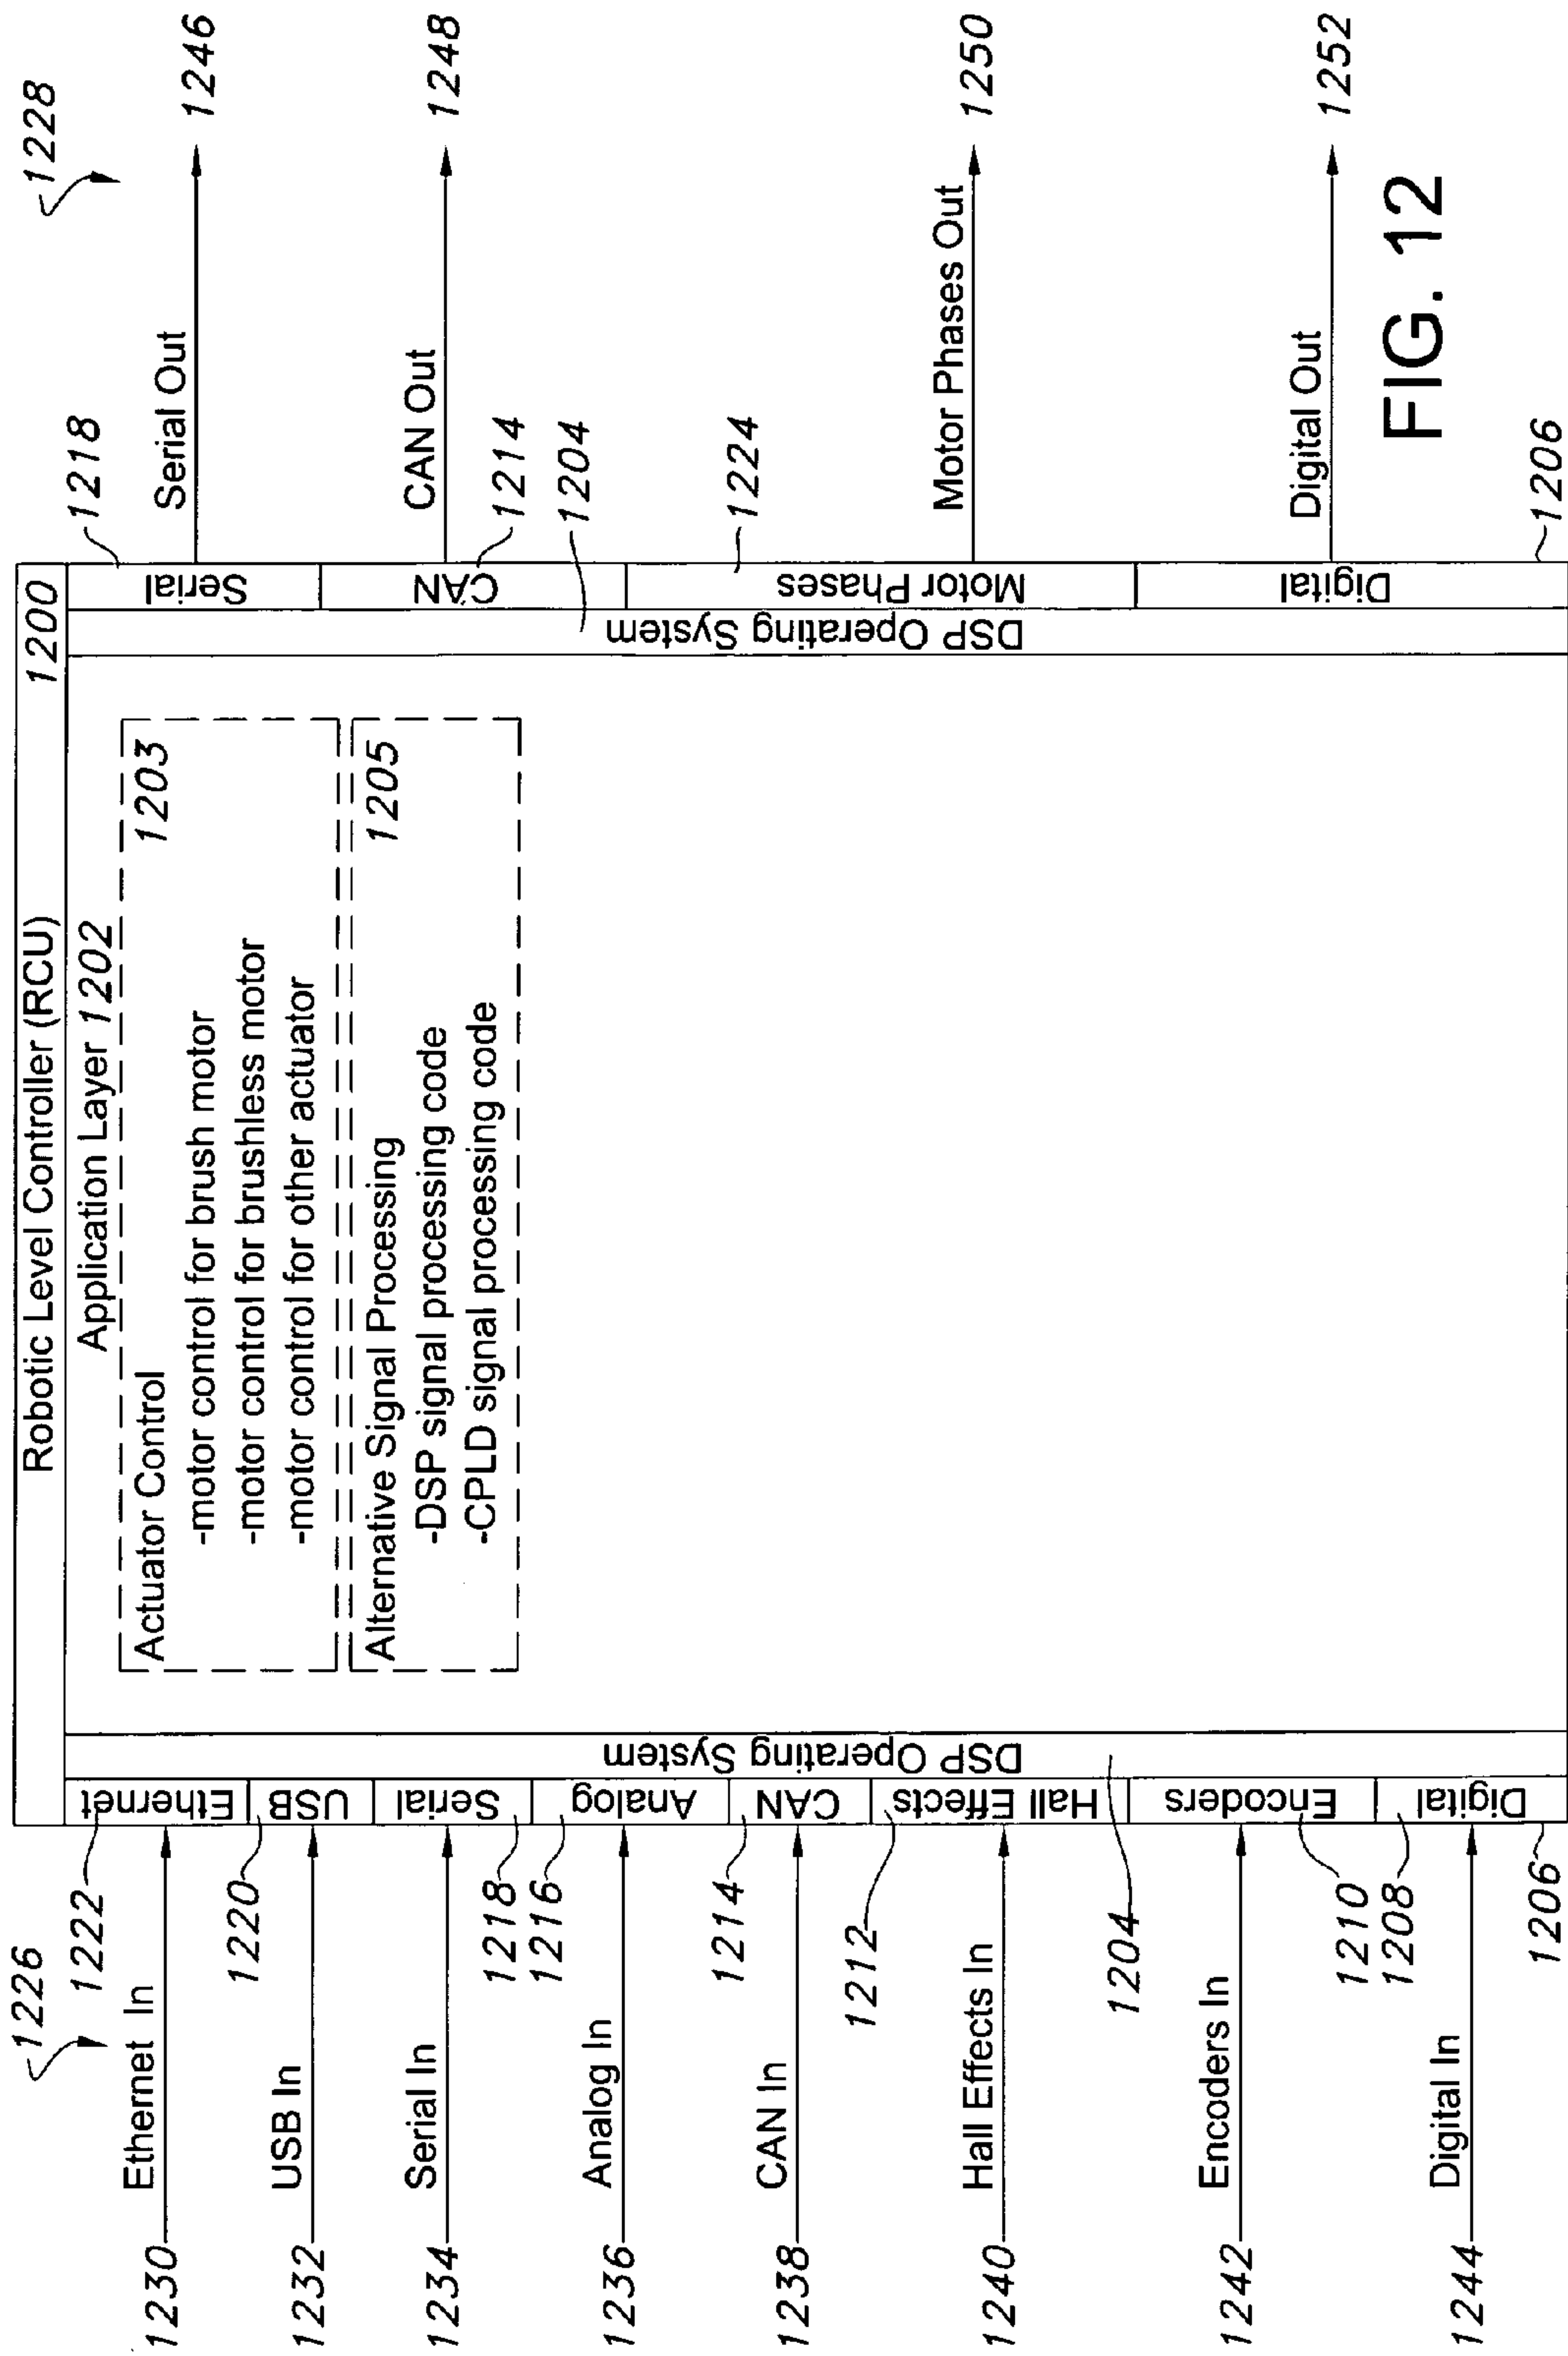 Robotic Level Controller (RCU) 1200
Application Layer 1202
Actuator Control 1203
-motor control for brush motor
-motor control for brushless motor
-motor control for other actuator
Alternative Signal Processing 1205
-DSP signal processing code
-CPLD signal processing code
1226
1222
Ethernet In
1230
Ethernet
1220
USB In
1232
USB
Serial In
1234
Serial
1218
1216
Analog In
1236
Analog
1214
CAN In
1238
CAN
1212
Hall Effects In
1240
Hall Effects
1204
Encoders In
1242
Encoders
1210
1208
Digital In
1244
Digital
1206
DSP Operating System
DSP Operating System
1228
1218
Serial
Serial Out
1246
CAN
CAN Out
1248
1214
1204
1224
Motor Phases
Motor Phases Out
1250
Digital
Digital Out
1252
1206
FIG. 12